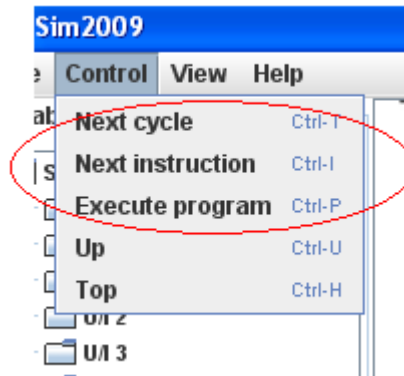 Sim2009
Control View Help
Next cycle Ctrl-T
Next instruction Ctrl-I
Execute program Ctrl-P
Up Ctrl-U
Top Ctrl-H
U/I 2
U/I 3